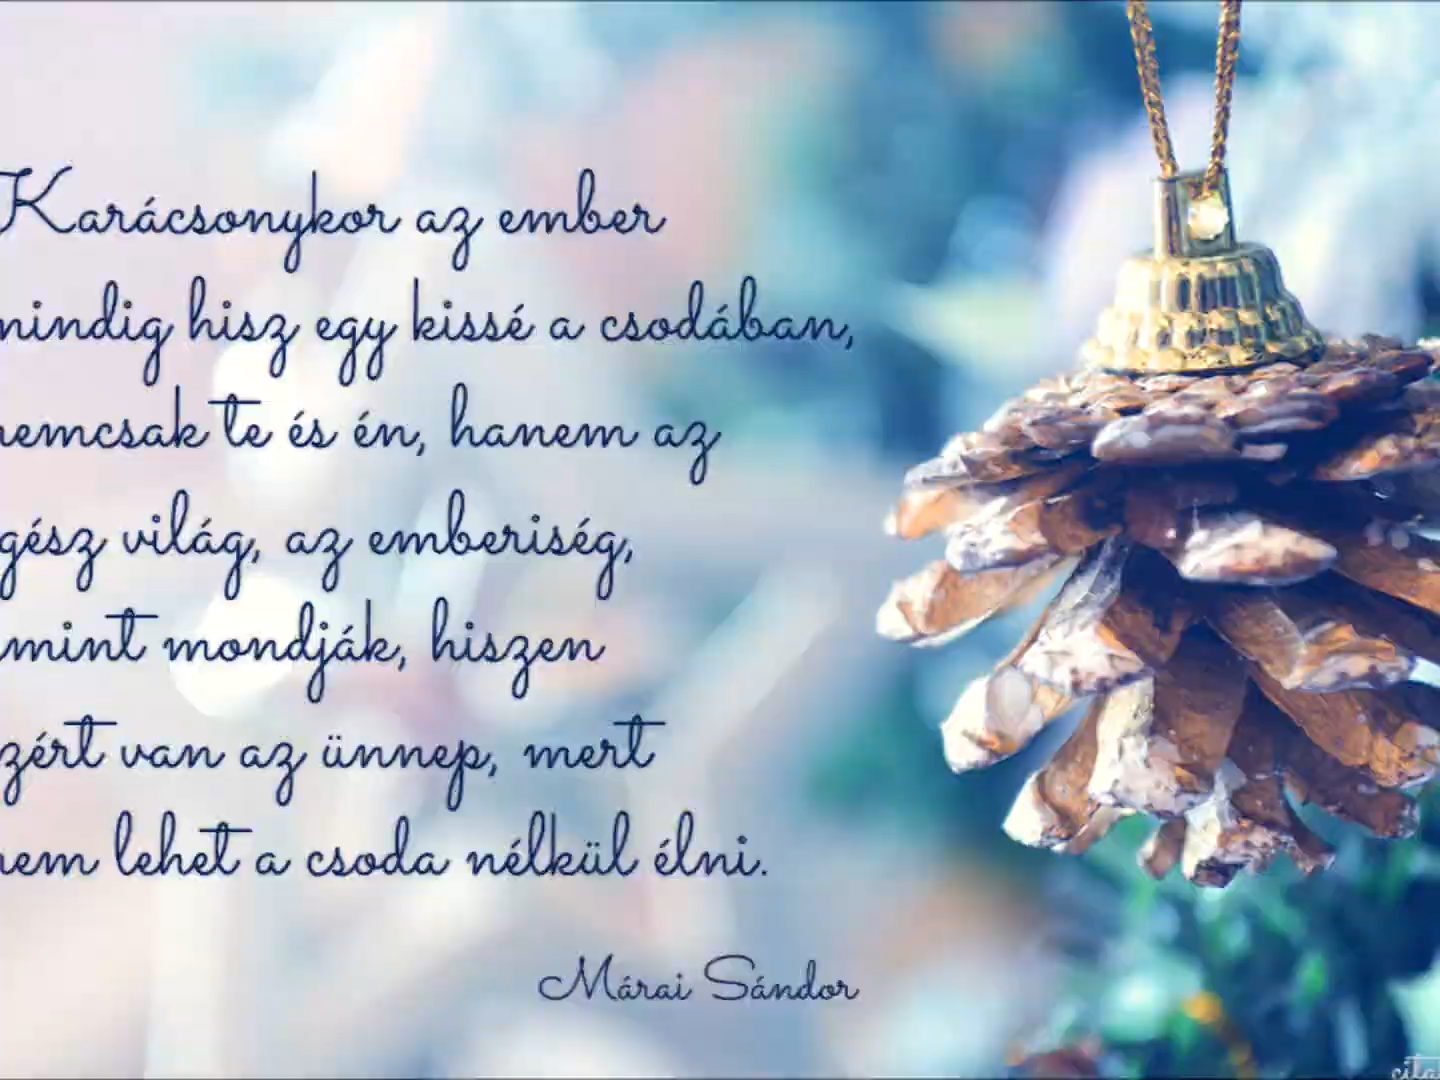 Karácsonykor az ember
mindig hisz egy kissé a csodában,
nemcsak te és én, hanem az
gész világ, az emberiség,
mint mondják, hiszen
zért van az ünnep, mert
nem lehet a csoda nélkül élni.
Márai Sándor